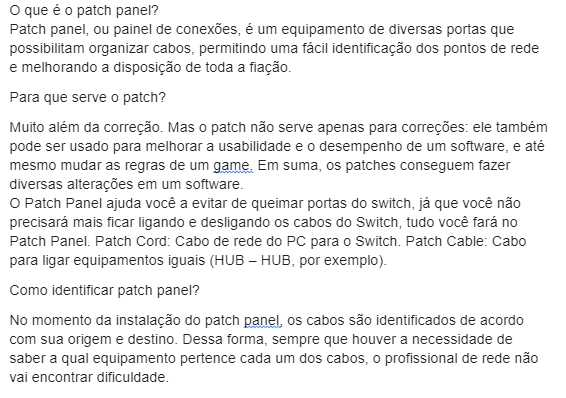 O que é o patch panel?
Patch panel, ou painel de conexões, é um equipamento de diversas portas que
possibilitam organizar cabos, permitindo uma fácil identificação dos pontos de rede
e melhorando a disposição de toda a fiação.
Para que serve o patch?
Muito além da correção. Mas o patch não serve apenas para correções: ele também
pode ser usado para melhorar a usabilidade e o desempenho de um software, e até
mesmo mudar as regras de um game. Em suma, os patches conseguem fazer
diversas alterações em um software.
O Patch Panel ajuda você a evitar de queimar portas do switch, já que você não
precisará mais ficar ligando e desligando os cabos do Switch, tudo você fará no
Patch Panel. Patch Cord: Cabo de rede do PC para o Switch. Patch Cable: Cabo
para ligar equipamentos iguais (HUB – HUB, por exemplo).
Como identificar patch panel?
No momento da instalação do patch panel, os cabos são identificados de acordo
com sua origem e destino. Dessa forma, sempre que houver a necessidade de
saber a qual equipamento pertence cada um dos cabos, o profissional de rede não
vai encontrar dificuldade.